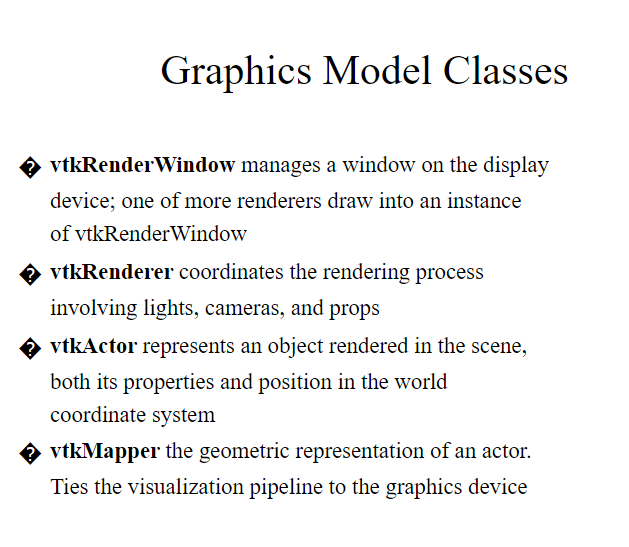 Graphics Model Classes
� vtkRenderWindow manages a window on the display
device; one of more renderers draw into an instance
of vtkRenderWindow
� vtkRenderer coordinates the rendering process
involving lights, cameras, and props
� vtkActor represents an object rendered in the scene,
both its properties and position in the world
coordinate system
� vtkMapper the geometric representation of an actor.
Ties the visualization pipeline to the graphics device